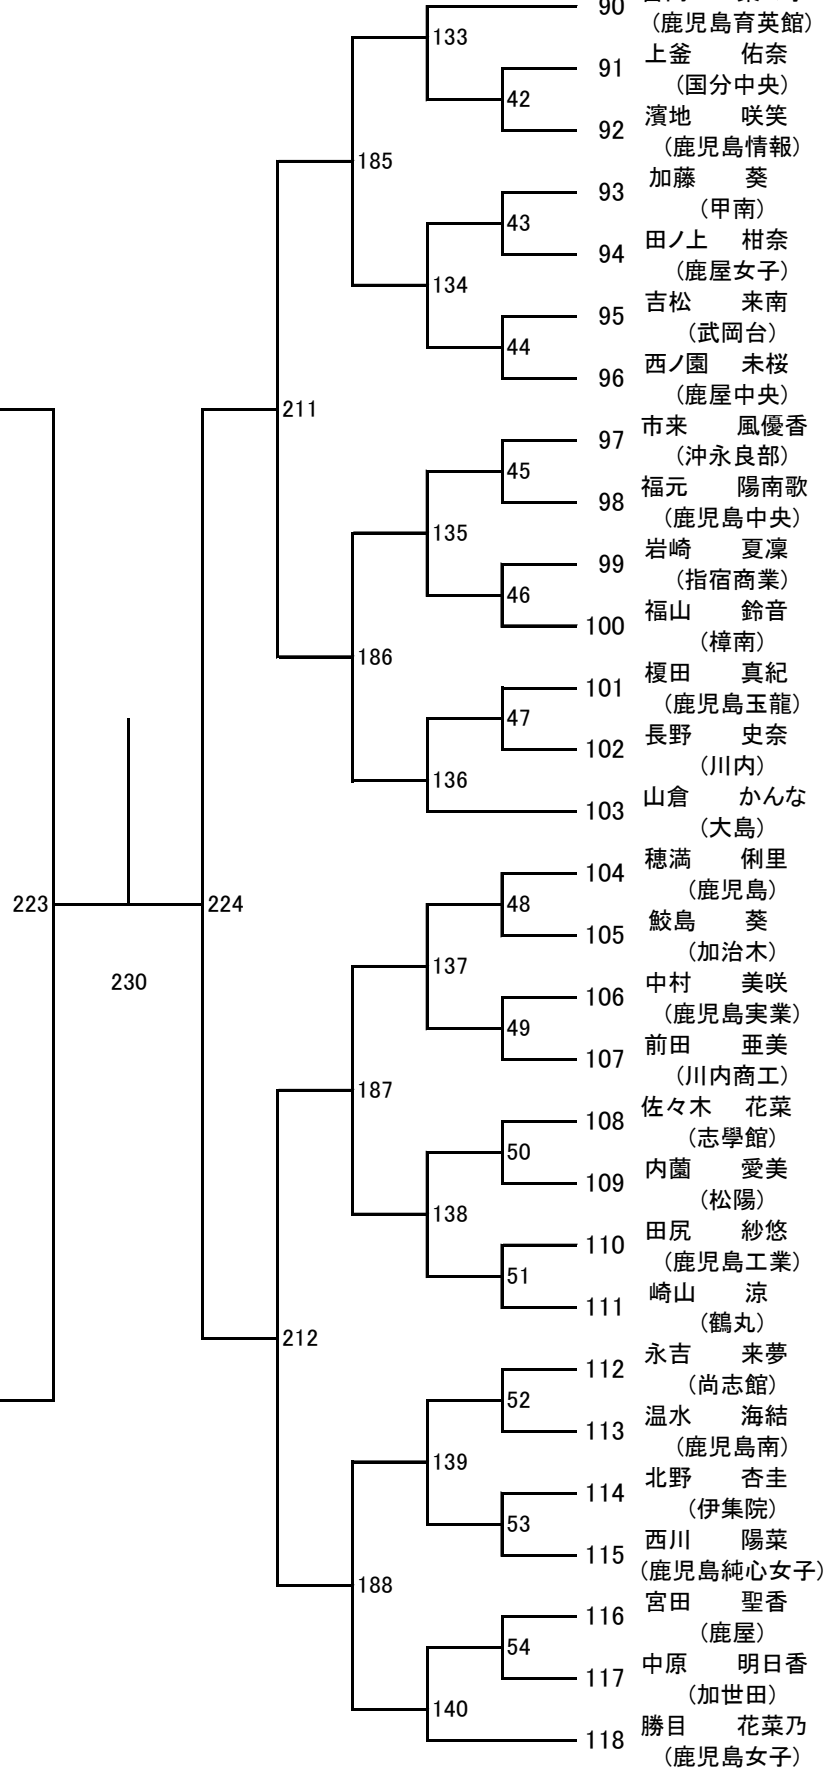 90
(鹿児島育英館)
133
91 上釜 佑奈
(国分中央)
42
92 濱地 咲笑
(鹿児島情報)
185
93 加藤 葵
(甲南)
43
94 田ノ上 柑奈
(鹿屋女子)
134
95 吉松 来南
(武岡台)
44
96 西ノ園 未桜
(鹿屋中央)
211
97 市来 風優香
(沖永良部)
45
98 福元 陽南歌
(鹿児島中央)
135
99 岩崎 夏凜
(指宿商業)
46
100 福山 鈴音
(樟南)
186
101 榎田 真紀
(鹿児島玉龍)
47
102 長野 史奈
(川内)
136
103 山倉 かんな
(大島)
104 穂満 俐里
(鹿児島)
223 224 48
105 鮫島 葵
(加治木)
137
230
106 中村 美咲
(鹿児島実業)
49
107 前田 亜美
(川内商工)
187
108 佐々木 花菜
(志學館)
50
109 内薗 愛美
(松陽)
138
110 田尻 紗悠
(鹿児島工業)
51
111 崎山 涼
(鶴丸)
212
112 永吉 来夢
(尚志館)
52
113 温水 海結
(鹿児島南)
139
114 北野 杏圭
(伊集院)
53
115 西川 陽菜
(鹿児島純心女子)
188
116 宮田 聖香
(鹿屋)
54
117 中原 明日香
(加世田)
140
118 勝目 花菜乃
(鹿児島女子)